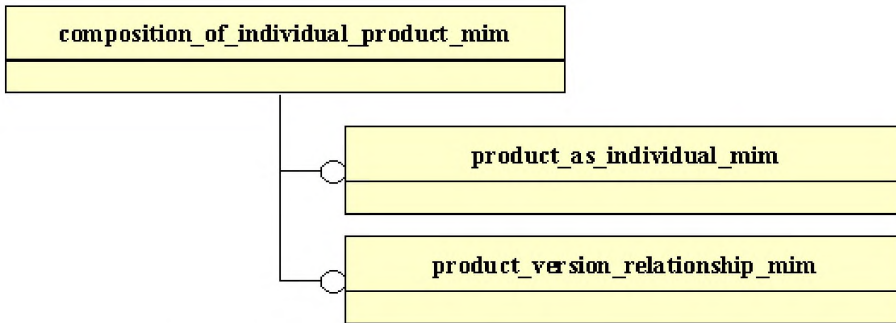 composition_of_individual_product_mim
product_as_individual_mim
product_version_relationship_mim